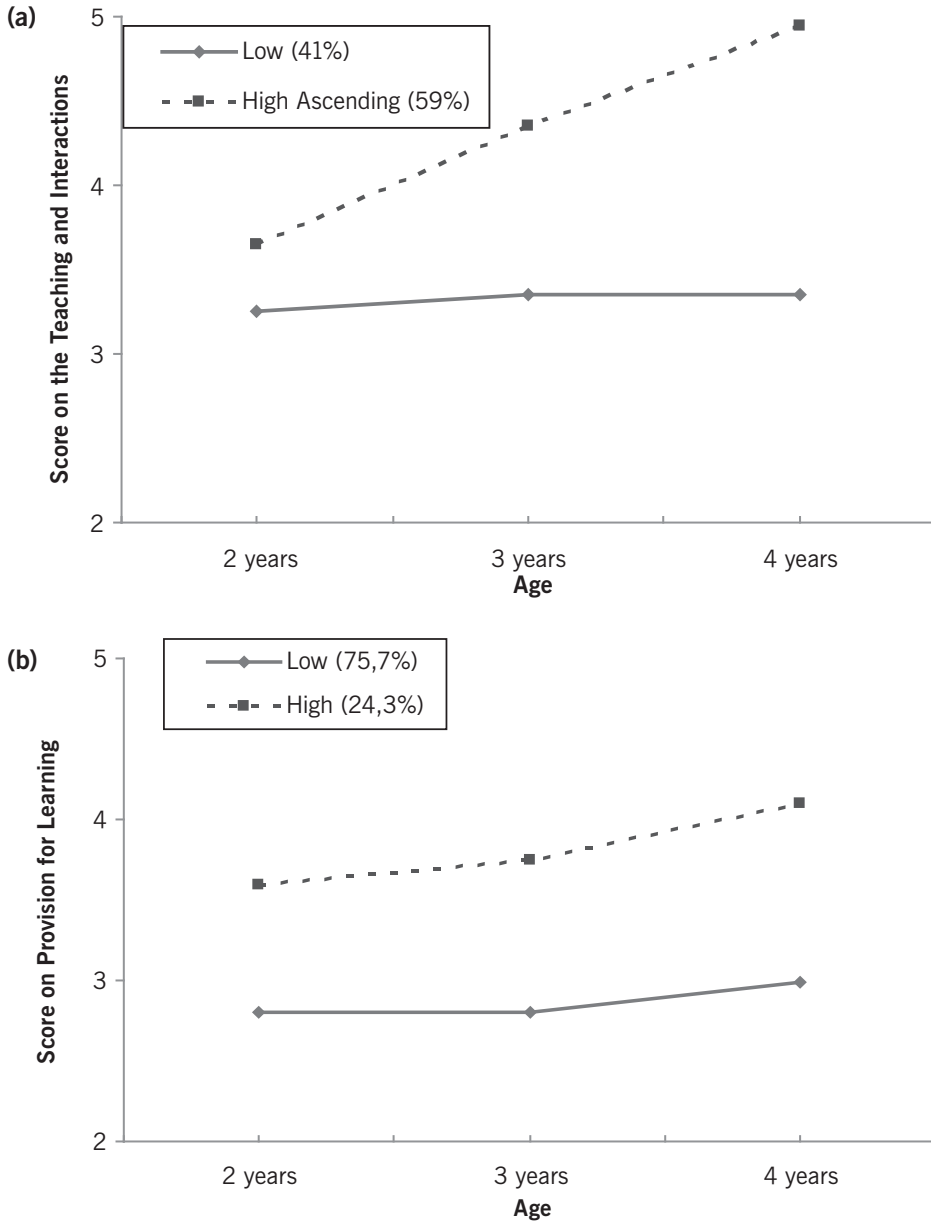 (a)
5
Low (41%)
High Ascending (59%)
4
3
2
Score on the Teaching and Interactions
2 years
3 years
4 years
Age
(b)
5
Low (75,7%)
High (24,3%)
4
3
2
Score on Provision for Learning
2 years
3 years
4 years
Age